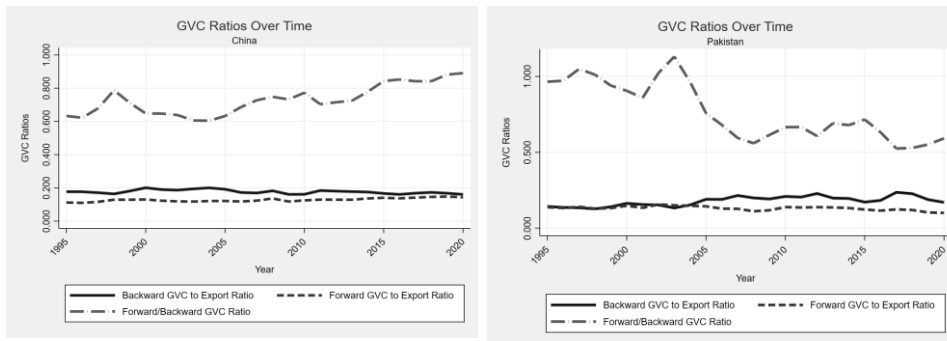 GVC Ratios Over Time
China
GVC Ratios
1.000
0.800
0.600
0.400
0.200
0.000
1995
2000
2005
2010
2015
2020
Year
Backward GVC to Export Ratio
Forward GVC to Export Ratio
Forward/Backward GVC Ratio
GVC Ratios Over Time
Pakistan
GVC Ratios
1.000
0.500
0.000
1995
2000
2005
2010
2015
2020
Year
Backward GVC to Export Ratio
Forward GVC to Export Ratio
Forward/Backward GVC Ratio